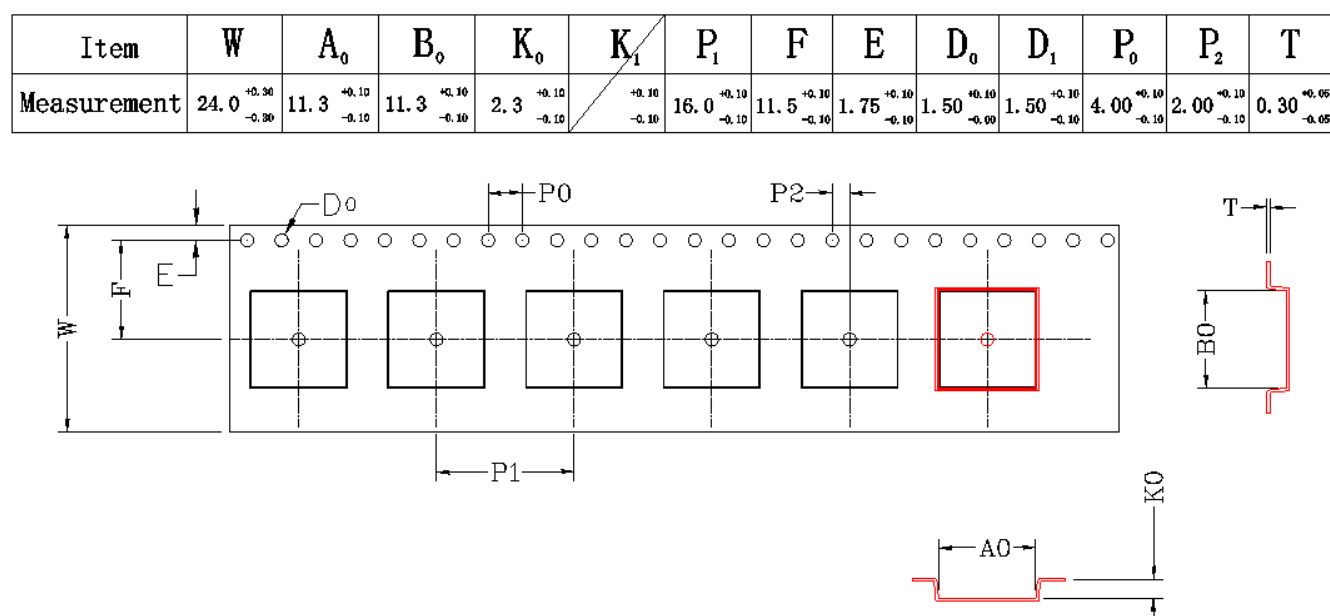 Item W A₀ B₀ K₀ K₁ P₁ F E D₀ D₁ P₀ P₂ T
Measurement 24.0 +0.30 -0.30 11.3 +0.10 -0.10 11.3 +0.10 -0.10 2.3 +0.10 -0.10 +0.10 -0.10 16.0 +0.10 -0.10 11.5 +0.10 -0.10 1.75 +0.10 -0.10 1.50 +0.10 -0.00 1.50 +0.10 -0.10 4.00 +0.10 -0.10 2.00 +0.10 -0.10 0.30 +0.05 -0.05
D0 P0 P2 T
E
F
W
B0
P1
K0
A0